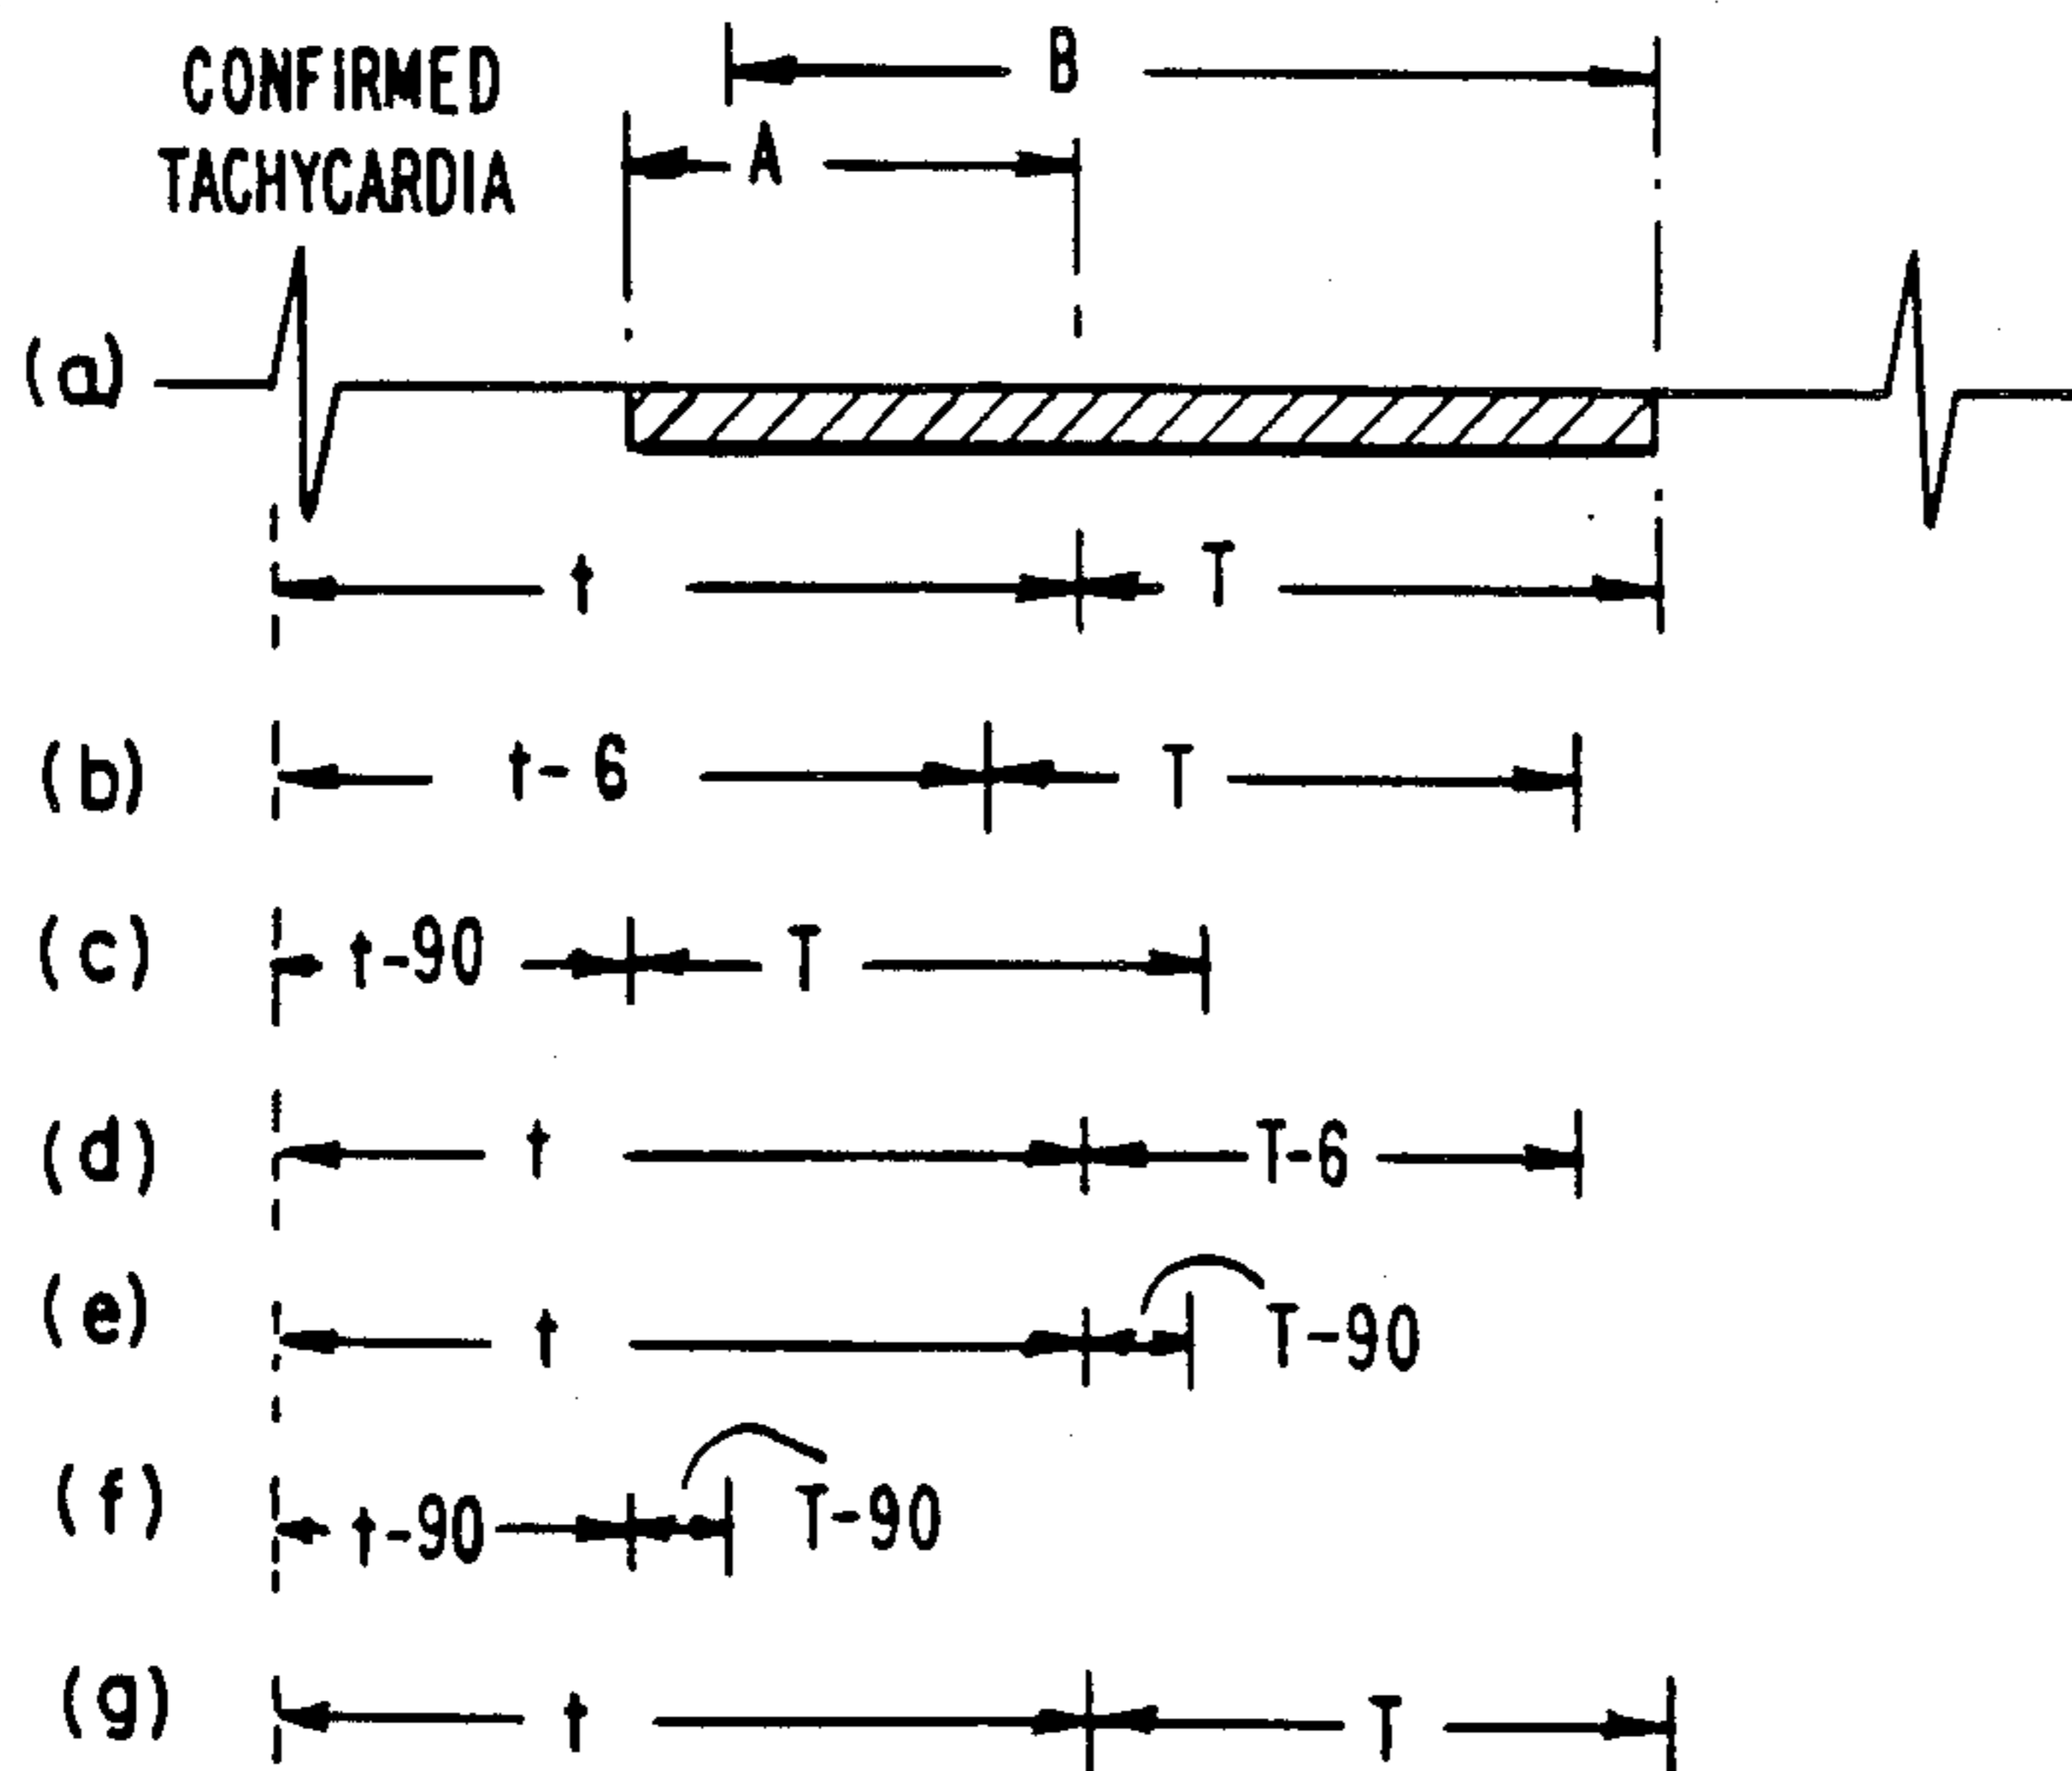 CONFIRMED
TACHYCARDIA
B
A
(a)
t T
(b) t-6 T
(c) t-90 T
(d) t T-6
(e) t T-90
(f) t-90 T-90
(g) t T